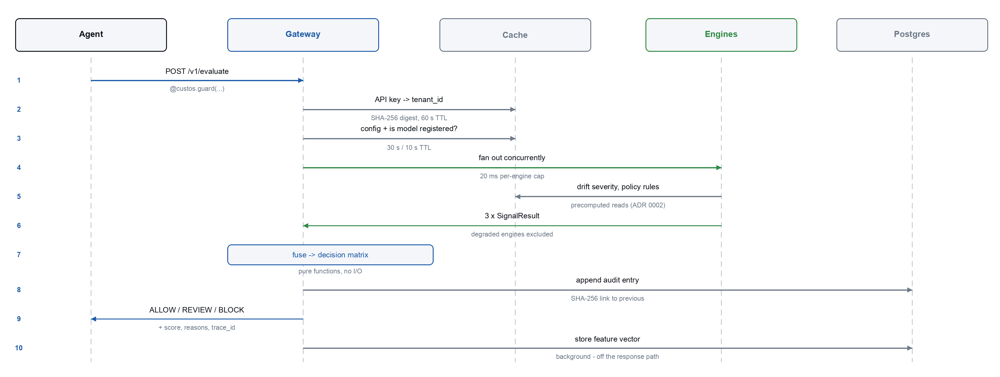 Agent
Gateway
Cache
Engines
Postgres
POST /v1/evaluate
1
@custos.guard(...)
API key -> tenant_id
2
SHA-256 digest, 60 s TTL
config + is model registered?
3
30 s / 10 s TTL
fan out concurrently
4
20 ms per-engine cap
drift severity, policy rules
5
precomputed reads (ADR 0002)
3 x SignalResult
6
degraded engines excluded
7
fuse -> decision matrix
pure functions, no I/O
append audit entry
8
SHA-256 link to previous
ALLOW / REVIEW / BLOCK
9
+ score, reasons, trace_id
store feature vector
10
background - off the response path